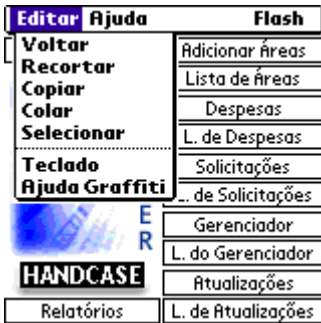 Editar Ajuda Flash
Voltar
Recortar
Copiar
Colar
Selecionar
Teclado
Ajuda Graffiti
Adicionar Áreas
Lista de Áreas
Despesas
L. de Despesas
Solicitações
L. de Solicitações
Gerenciador
L. do Gerenciador
Atualizações
L. de Atualizações
E
R
HANDCASE
Relatórios